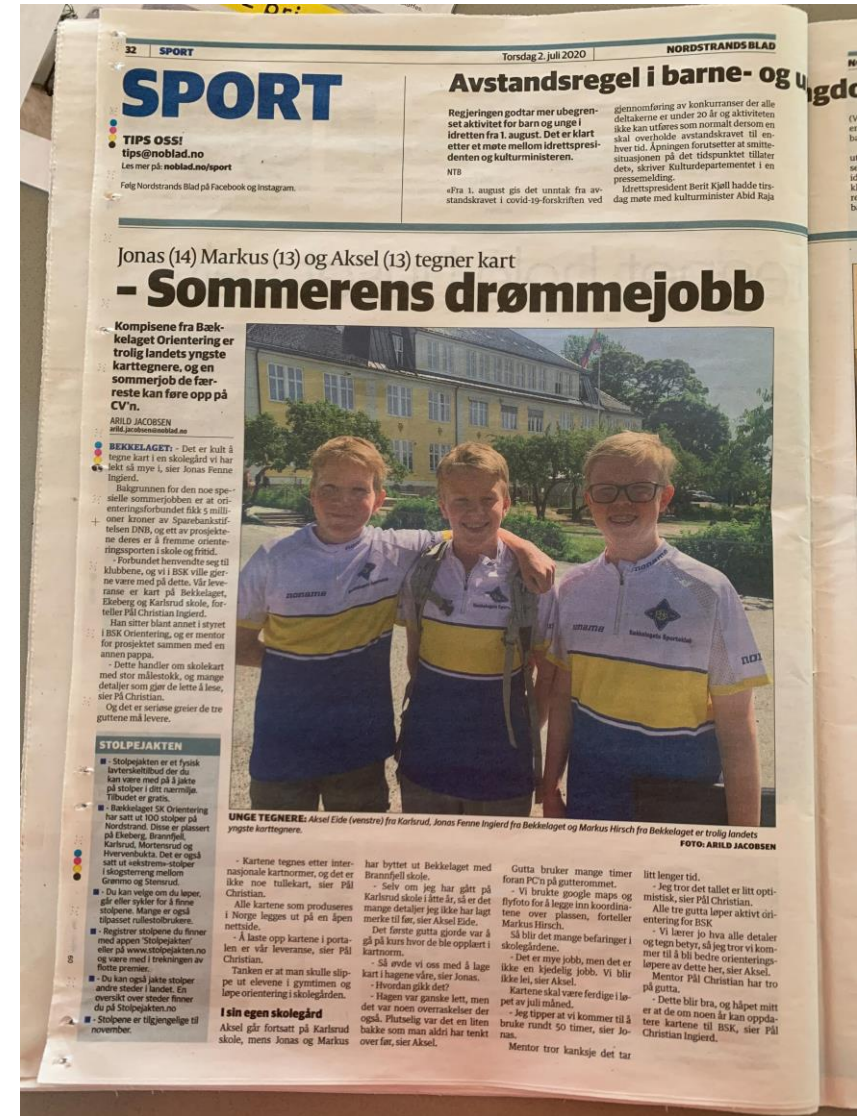 32 SPORT
Torsdag 2. juli 2020
NORDSTRANDS BLAD
SPORT
TIPS OSS!
tips@noblad.no
Les mer på: noblad.no/sport
Følg Nordstrands Blad på Facebook og Instagram.
Avstandsregel i barne- og
Regjeringen godtar mer ubegren-
set aktivitet for barn og unge i
idretten fra 1. august. Det er klart
etter et møte mellom idrettspresi-
denten og kulturministeren.
NTB
«Fra 1. august gis det unntak fra av-
standskravet i covid-19-forskriften ved
gjennomføring av konkurranser der alle
deltakerne er under 20 år og aktiviteten
ikke kan utføres som normalt dersom en
skal overholde avstandskravet til en-
hver tid. Åpningen forutsetter at smitte-
situasjonen på det tidspunktet tillater
det», skriver Kulturdepartementet i en
pressemelding.
Idrettspresident Berit Kjøll hadde tirs-
dag møte med kulturminister Abid Raja
Jonas (14) Markus (13) og Aksel (13) tegner kart
– Sommerens drømmejobb
Kompisene fra Bæk-
kelaget Orientering er
trolig landets yngste
karttegnere, og en
sommerjob de fær-
reste kan føre opp på
CV'n.
ARILD JACOBSEN
arild.jacobsen@noblad.no
BEKKELAGET: - Det er kult å
tegne kart i en skolegård vi har
lekt så mye i, sier Jonas Fenne
Ingierd.
Bakgrunnen for den noe spe-
sielle sommerjobben er at ori-
enteringsforbundet fikk 5 milli-
oner kroner av Sparebankstif-
telsen DNB, og ett av prosjekte-
ne deres er å fremme oriente-
ringssporten i skole og fritid.
- Forbundet henvendte seg til
klubbene, og vi i BSK ville gjer-
ne være med på dette. Vår leve-
ranse er kart på Bekkelaget,
Ekeberg og Karlsrud skole, for-
teller Pål Christian Ingierd.
Han sitter blant annet i styret
i BSK Orientering, og er mentor
for prosjektet sammen med en
annen pappa.
- Dette handler om skolekart
med stor målestokk, og mange
detaljer som gjør de lette å lese,
sier På Christian.
Og det er seriøse greier de tre
guttene må levere.
noname
Bekkelagets Sportsklub
UNGE TEGNERE: Aksel Eide (venstre) fra Karlsrud, Jonas Fenne Ingierd fra Bekkelaget og Markus Hirsch fra Bekkelaget er trolig landets
yngste karttegnere.
FOTO: ARILD JACOBSEN
STOLPEJAKTEN
- Stolpejakten er et fysisk
lavterskeltilbud der du
kan være med på å jakte
på stolper i ditt nærmiljø.
Tilbudet er gratis.
- Bækkelaget SK Orientering
har satt ut 100 stolper på
Nordstrand. Disse er plassert
på Ekeberg, Brannfjell,
Karlsrud, Mortensrud og
Hvervenbukta. Det er også
satt ut «ekstrem»-stolper
i skogsterreng mellom
Grønmo og Stensrud.
- Du kan velge om du løper,
går eller sykler for å finne
stolpene. Mange er også
tilpasset rullestolbrukere.
- Registrer stolpene du finner
med appen 'Stolpejakten'
eller på www.stolpejakten.no
og være med i trekningen av
flotte premier.
- Du kan også jakte stolper
andre steder i landet. En
oversikt over steder finner
du på Stolpejakten.no
- Stolpene er tilgjengelige til
november.
- Kartene tegnes etter inter-
nasjonale kartnormer, og det er
ikke noe tullekart, sier Pål
Christian.
Alle kartene som produseres
i Norge legges ut på en åpen
nettside.
- Å laste opp kartene i porta-
len er vår leveranse, sier Pål
Christian.
Tanken er at man skulle slip-
pe ut elevene i gymtimen og
løpe orientering i skolegården.
I sin egen skolegård
Aksel går fortsatt på Karlsrud
skole, mens Jonas og Markus
har byttet ut Bekkelaget med
Brannfjell skole.
- Selv om jeg har gått på
Karlsrud skole i åtte år, så er det
mange detaljer jeg ikke har lagt
merke til før, sier Aksel Eide.
Det første gutta gjorde var å
gå på kurs hvor de ble opplært i
kartnorm.
- Så øvde vi oss med å lage
kart i hagene våre, sier Jonas.
- Hvordan gikk det?
- Hagen var ganske lett, men
det var noen overraskelser der
også. Plutselig var det en liten
bakke som man aldri har tenkt
over før, sier Aksel.
Gutta bruker mange timer
foran PC'n på gutterommet.
- Vi brukte google maps og
flyfoto for å legge inn koordina-
tene over plassen, forteller
Markus Hirsch.
Så blir det mange befaringer i
skolegårdene.
- Det er mye jobb, men det er
ikke en kjedelig jobb. Vi blir
ikke lei, sier Aksel.
Kartene skal være ferdige i lø-
pet av juli måned.
- Jeg tipper at vi kommer til å
bruke rundt 50 timer, sier Jo-
nas.
Mentor tror kanksje det tar
litt lenger tid.
- Jeg tror det tallet er litt opti-
mistisk, sier Pål Christian.
Alle tre gutta løper aktivt ori-
entering for BSK
- Vi lærer jo hva alle detaljer
og tegn betyr, så jeg tror vi kom-
mer til å bli bedre orienterings-
løpere av dette her, sier Aksel.
Mentor Pål Christian har tro
på gutta.
- Dette blir bra, og håpet mitt
er at de om noen år kan oppda-
tere kartene til BSK, sier Pål
Christian Ingierd.